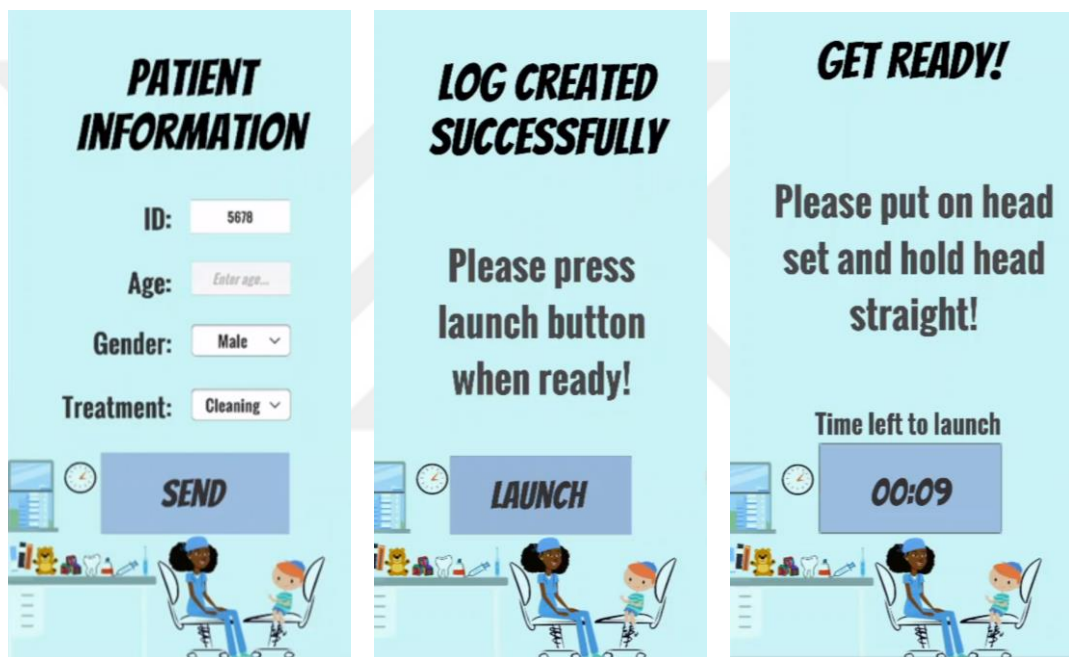 PATIENT
INFORMATION
ID: 5678
Age: Enter age...
Gender: Male
Treatment: Cleaning
SEND
LOG CREATED
SUCCESSFULLY
Please press
launch button
when ready!
LAUNCH
GET READY!
Please put on head
set and hold head
straight!
Time left to launch
00:09